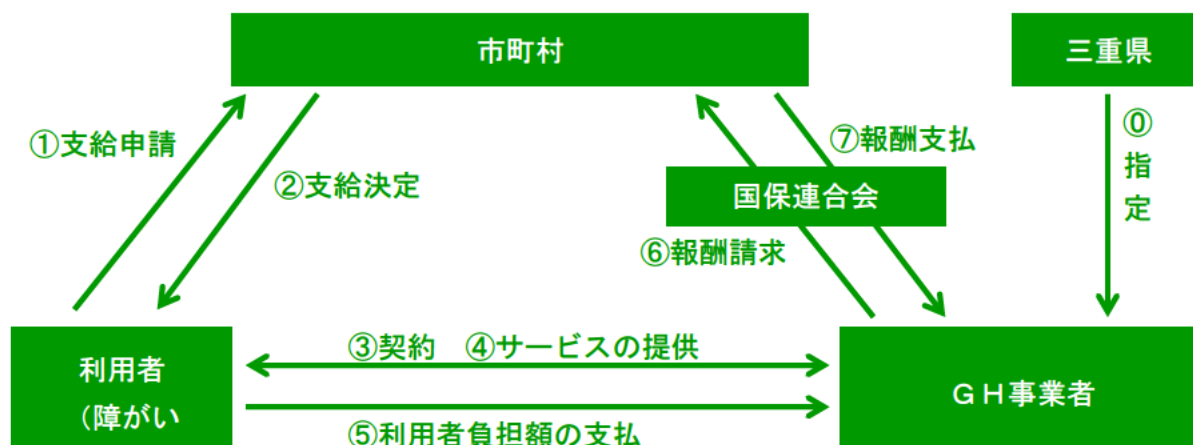 市町村
三重県
①支給申請
②支給決定
⑦報酬支払
国保連合会
⑥報酬請求
⓪
指
定
③契約　④サービスの提供
利用者
（障がい
ＧＨ事業者
⑤利用者負担額の支払